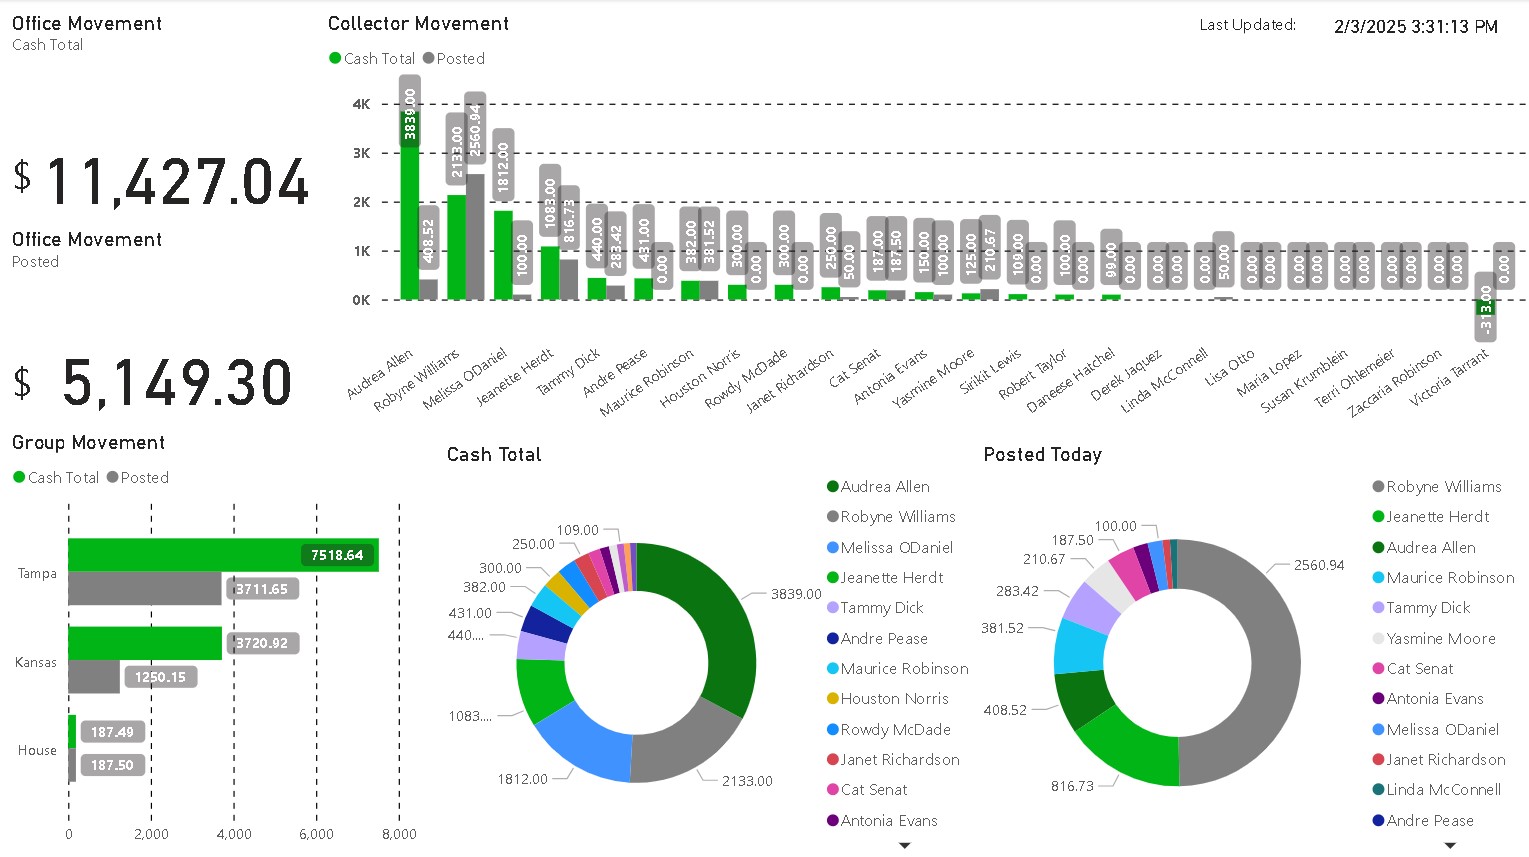 Office Movement
Cash Total
$ 11,427.04
Office Movement
Posted
$ 5,149.30
Collector Movement
Last Updated: 2/3/2025 3:31:13 PM
Cash Total Posted
4K
3K
2K
1K
0K
3839.00 408.52 2133.00 2560.94 1812.00 100.00 1083.00 816.73 440.00 283.42 431.00 0.00 382.00 381.52 300.00 0.00 300.00 0.00 250.00 50.00 187.00 187.50 150.00 100.00 125.00 210.67 109.00 0.00 100.00 0.00 99.00 0.00 0.00 0.00 0.00 50.00 0.00 0.00 0.00 0.00 0.00 0.00 0.00 0.00 0.00 0.00 -313.00 0.00
Audrea Allen
Robyne Williams
Melissa ODaniel
Jeanette Herdt
Tammy Dick
Andre Pease
Maurice Robinson
Houston Norris
Rowdy McDade
Janet Richardson
Cat Senat
Antonia Evans
Yasmine Moore
Sirikit Lewis
Robert Taylor
Daneese Hatchel
Derek Jaquez
Linda McConnell
Lisa Otto
Maria Lopez
Susan Krumblein
Terri Ohlemeier
Zaccaria Robinson
Victoria Tarrant
Group Movement
Cash Total Posted
Tampa
7518.64
3711.65
Kansas
3720.92
1250.15
House
187.49
187.50
0 2,000 4,000 6,000 8,000
Cash Total
109.00
250.00
300.00
382.00
431.00
440....
1083....
1812.00
2133.00
3839.00
Audrea Allen
Robyne Williams
Melissa ODaniel
Jeanette Herdt
Tammy Dick
Andre Pease
Maurice Robinson
Houston Norris
Rowdy McDade
Janet Richardson
Cat Senat
Antonia Evans
Posted Today
100.00
187.50
210.67
283.42
381.52
408.52
816.73
2560.94
Robyne Williams
Jeanette Herdt
Audrea Allen
Maurice Robinson
Tammy Dick
Yasmine Moore
Cat Senat
Antonia Evans
Melissa ODaniel
Janet Richardson
Linda McConnell
Andre Pease